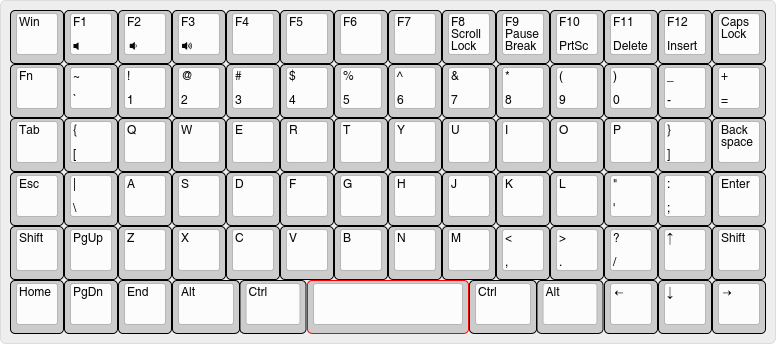 Win F1 F2 F3 F4 F5 F6 F7 F8 Scroll Lock F9 Pause Break F10 PrtSc F11 Delete F12 Insert Caps Lock
Fn ~ ` ! 1 @ 2 # 3 $ 4 % 5 ^ 6 & 7 * 8 ( 9 ) 0 _ - + =
Tab { [ Q W E R T Y U I O P } ] Back space
Esc | \ A S D F G H J K L " ' : ; Enter
Shift PgUp Z X C V B N M < , > . ? / ↑ Shift
Home PgDn End Alt Ctrl Ctrl Alt ← ↓ →